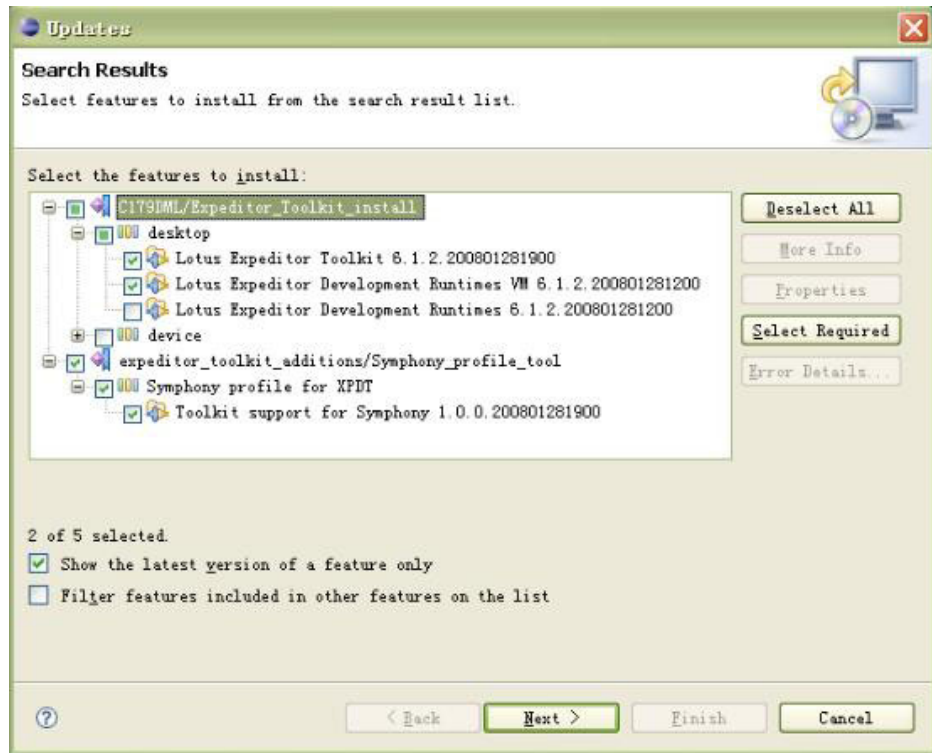 Updates
Search Results
Select features to install from the search result list.
Select the features to install:
C179DML/Expeditor_Toolkit_install
desktop
Lotus Expeditor Toolkit 6.1.2.200801281900
Lotus Expeditor Development Runtimes VM 6.1.2.200801281200
Lotus Expeditor Development Runtimes 6.1.2.200801281200
device
expeditor_toolkit_additions/Symphony_profile_tool
Symphony profile for XPDT
Toolkit support for Symphony 1.0.0.200801281900
Deselect All
More Info
Properties
Select Required
Error Details...
2 of 5 selected.
Show the latest version of a feature only
Filter features included in other features on the list
?
< Back
Next >
Finish
Cancel